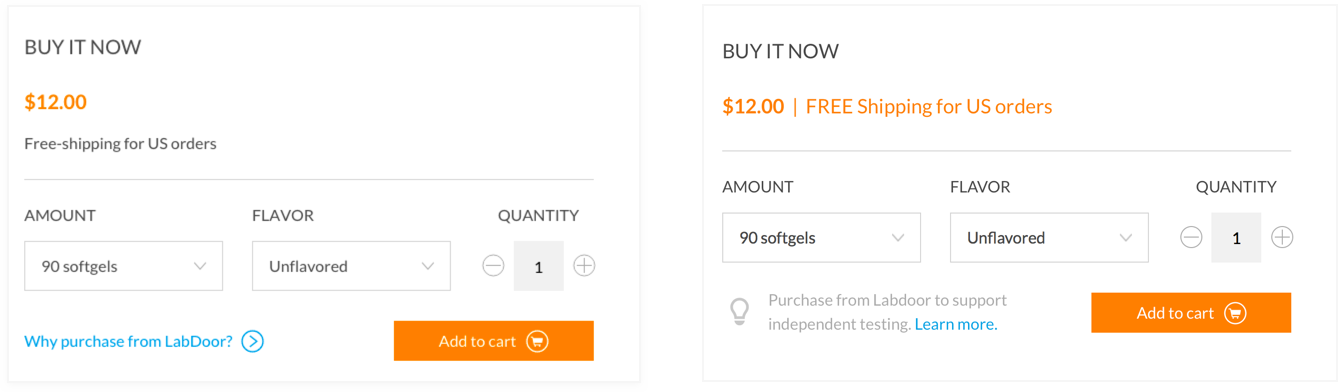 BUY IT NOW
$12.00
Free-shipping for US orders
AMOUNT FLAVOR QUANTITY
90 softgels Unflavored 1
Why purchase from LabDoor? Add to cart
BUY IT NOW
$12.00 | FREE Shipping for US orders
AMOUNT FLAVOR QUANTITY
90 softgels Unflavored 1
Purchase from Labdoor to support
independent testing. Learn more.
Add to cart